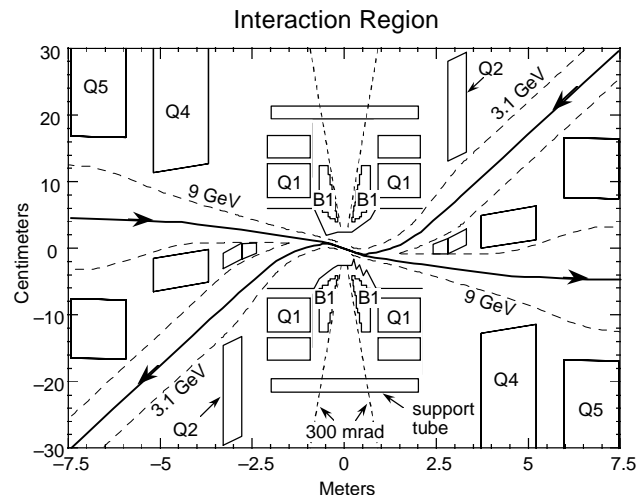 Interaction Region
30
20
10
0
−10
−20
−30
Centimeters
Q5
Q4
Q2
3.1 GeV
9 GeV
Q1
B1
B1
Q1
Q1
B1
B1
Q1
9 GeV
3.1 GeV
Q2
300 mrad
support
tube
Q4
Q5
−7.5
−5
−2.5
0
2.5
5
7.5
Meters